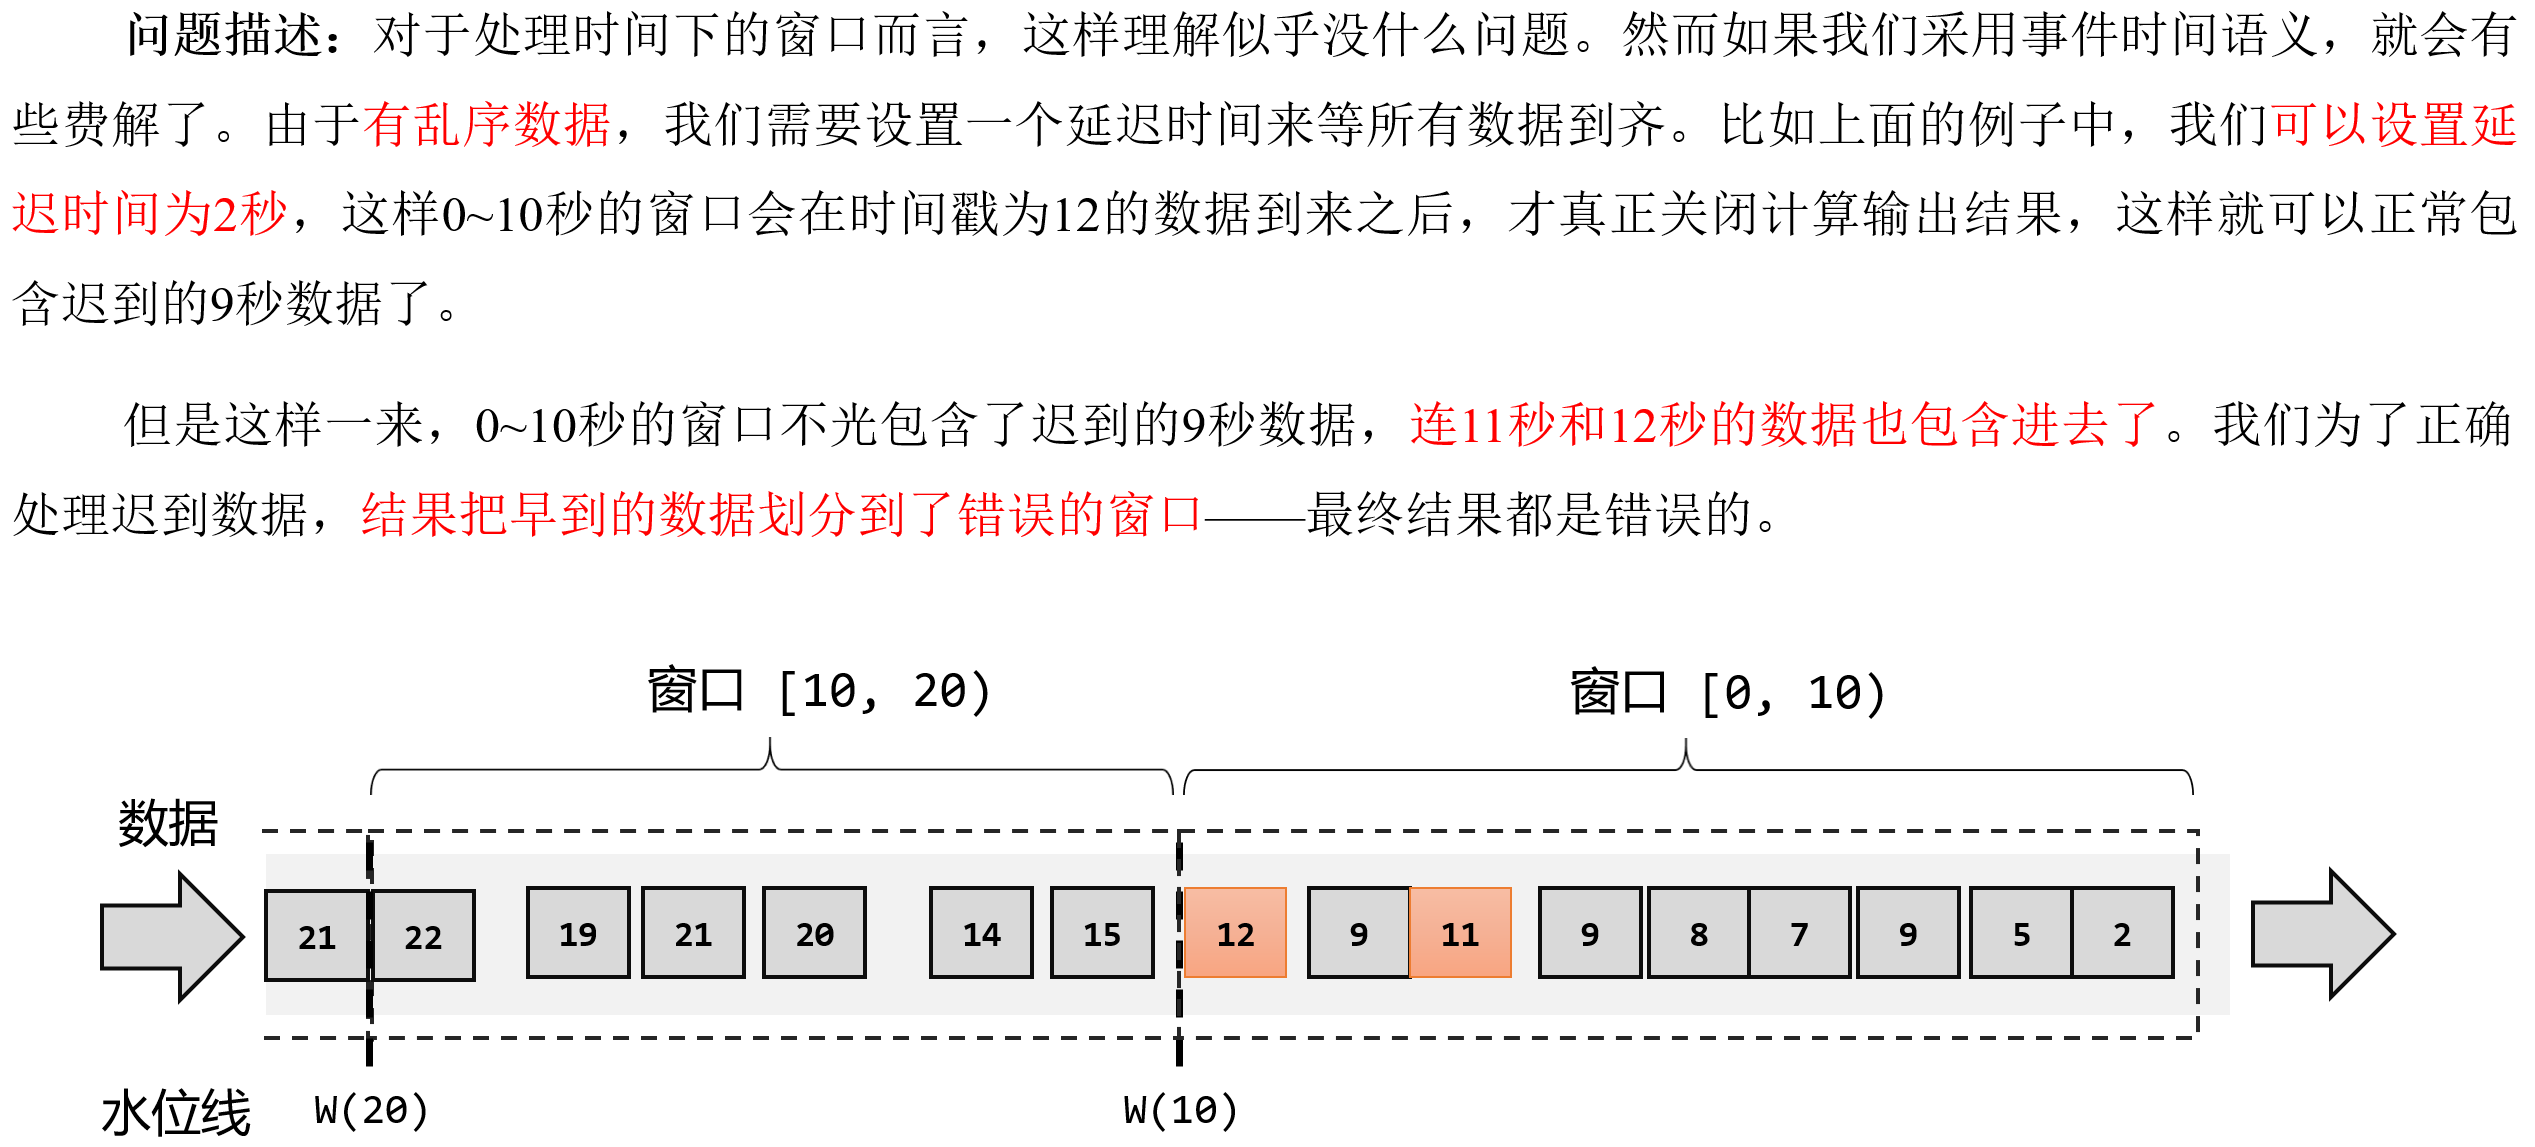 问题描述：对于处理时间下的窗口而言，这样理解似乎没什么问题。然而如果我们采用事件时间语义，就会有
些费解了。由于有乱序数据，我们需要设置一个延迟时间来等所有数据到齐。比如上面的例子中，我们可以设置延
迟时间为2秒，这样0~10秒的窗口会在时间戳为12的数据到来之后，才真正关闭计算输出结果，这样就可以正常包
含迟到的9秒数据了。
但是这样一来，0~10秒的窗口不光包含了迟到的9秒数据，连11秒和12秒的数据也包含进去了。我们为了正确
处理迟到数据，结果把早到的数据划分到了错误的窗口——最终结果都是错误的。
窗口 [10, 20) 窗口 [0, 10)
数据
21 22 19 21 20 14 15 12 9 11 9 8 7 9 5 2
水位线 W(20) W(10)